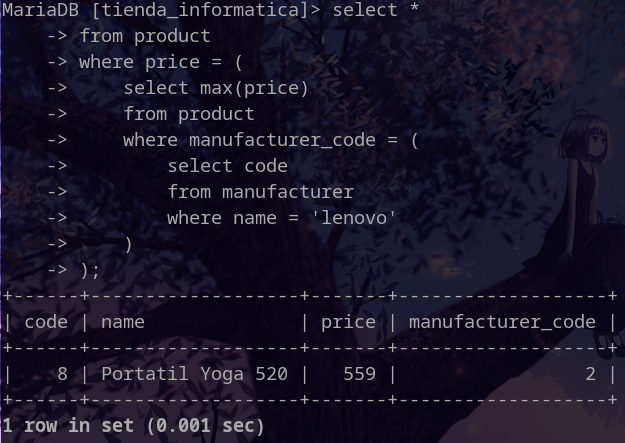 MariaDB [tienda_informatica]> select *
    -> from product
    -> where price = (
    ->     select max(price)
    ->     from product
    ->     where manufacturer_code = (
    ->         select code
    ->         from manufacturer
    ->         where name = 'lenovo'
    ->     )
    -> );
+------+-------------------+-------+-------------------+
| code | name              | price | manufacturer_code |
+------+-------------------+-------+-------------------+
|    8 | Portatil Yoga 520 |   559 |                 2 |
+------+-------------------+-------+-------------------+
1 row in set (0.001 sec)